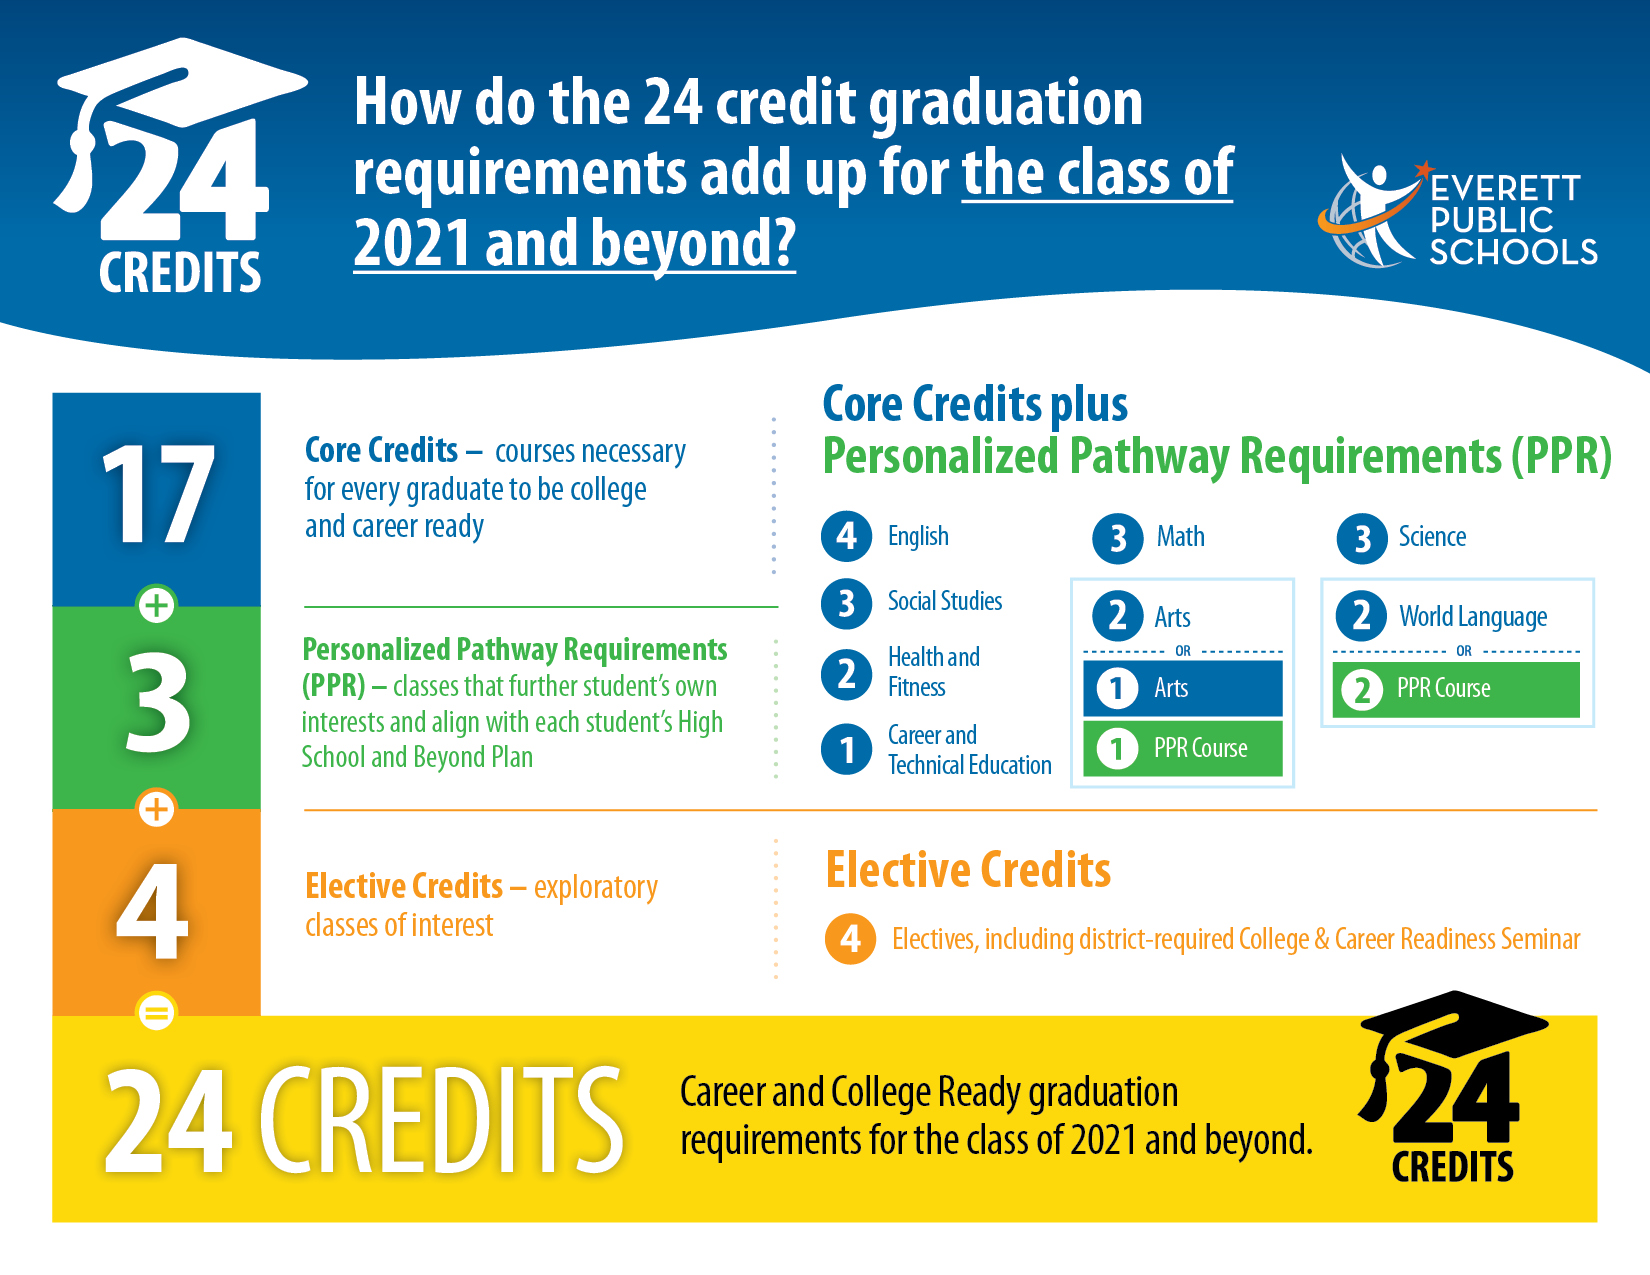 24
CREDITS
How do the 24 credit graduation
requirements add up for the class of
2021 and beyond?
EVERETT
PUBLIC
SCHOOLS
17
Core Credits – courses necessary
for every graduate to be college
and career ready
+
3
Personalized Pathway Requirements
(PPR) – classes that further student's own
interests and align with each student's High
School and Beyond Plan
+
4
Elective Credits – exploratory
classes of interest
=
Core Credits plus
Personalized Pathway Requirements (PPR)
4 English
3 Social Studies
2 Health and
Fitness
1 Career and
Technical Education
3 Math
2 Arts
OR
1 Arts
1 PPR Course
3 Science
2 World Language
OR
2 PPR Course
Elective Credits
4 Electives, including district-required College & Career Readiness Seminar
24 CREDITS
Career and College Ready graduation
requirements for the class of 2021 and beyond.
24
CREDITS